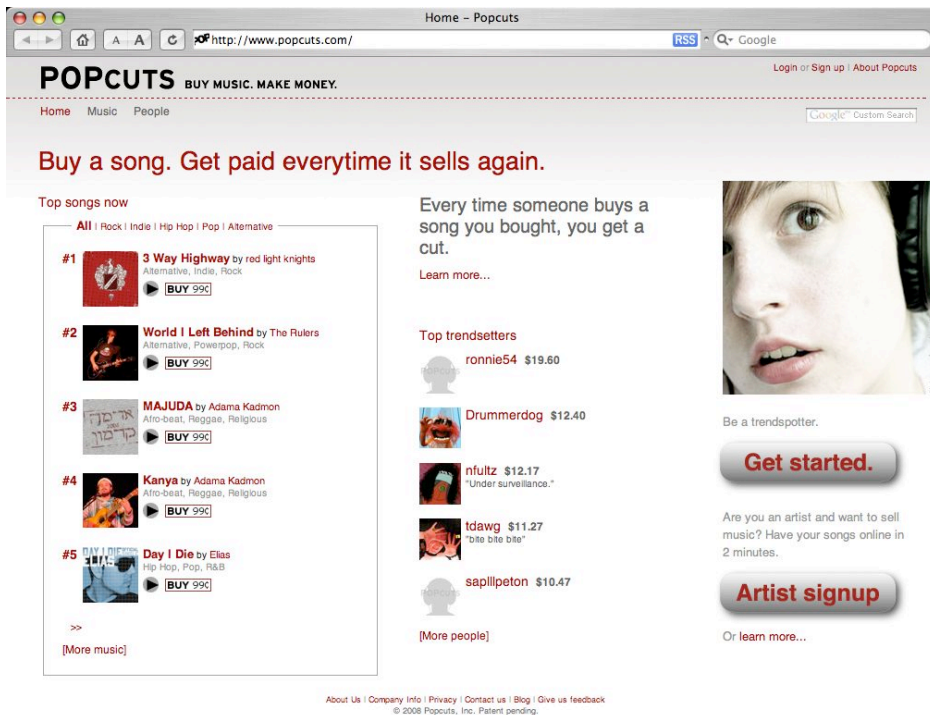 Home – Popcuts
A A C http://www.popcuts.com/ RSS Google
POPCUTS BUY MUSIC. MAKE MONEY.
Login or Sign up | About Popcuts
Home Music People
Google™ Custom Search
Buy a song. Get paid everytime it sells again.
Top songs now
All | Rock | Indie | Hip Hop | Pop | Alternative
#1 3 Way Highway by red light knights
Alternative, Indie, Rock
BUY 99¢
#2 World I Left Behind by The Rulers
Alternative, Powerpop, Rock
BUY 99¢
#3 MAJUDA by Adama Kadmon
Afro-beat, Reggae, Religious
BUY 99¢
#4 Kanya by Adama Kadmon
Afro-beat, Reggae, Religious
BUY 99¢
#5 Day I Die by Elias
DAY I DIE
ELIAS
Hip Hop, Pop, R&B
BUY 99¢
>>
[More music]
Every time someone buys a
song you bought, you get a
cut.
Learn more...
Top trendsetters
ronnie54 $19.60
POPCUTS
Drummerdog $12.40
nfultz $12.17
"Under surveillance."
tdawg $11.27
"bite bite bite"
saplllpeton $10.47
POPCUTS
[More people]
Be a trendspotter.
Get started.
Are you an artist and want to sell
music? Have your songs online in
2 minutes.
Artist signup
Or learn more...
About Us | Company Info | Privacy | Contact us | Blog | Give us feedback
© 2008 Popcuts, Inc. Patent pending.